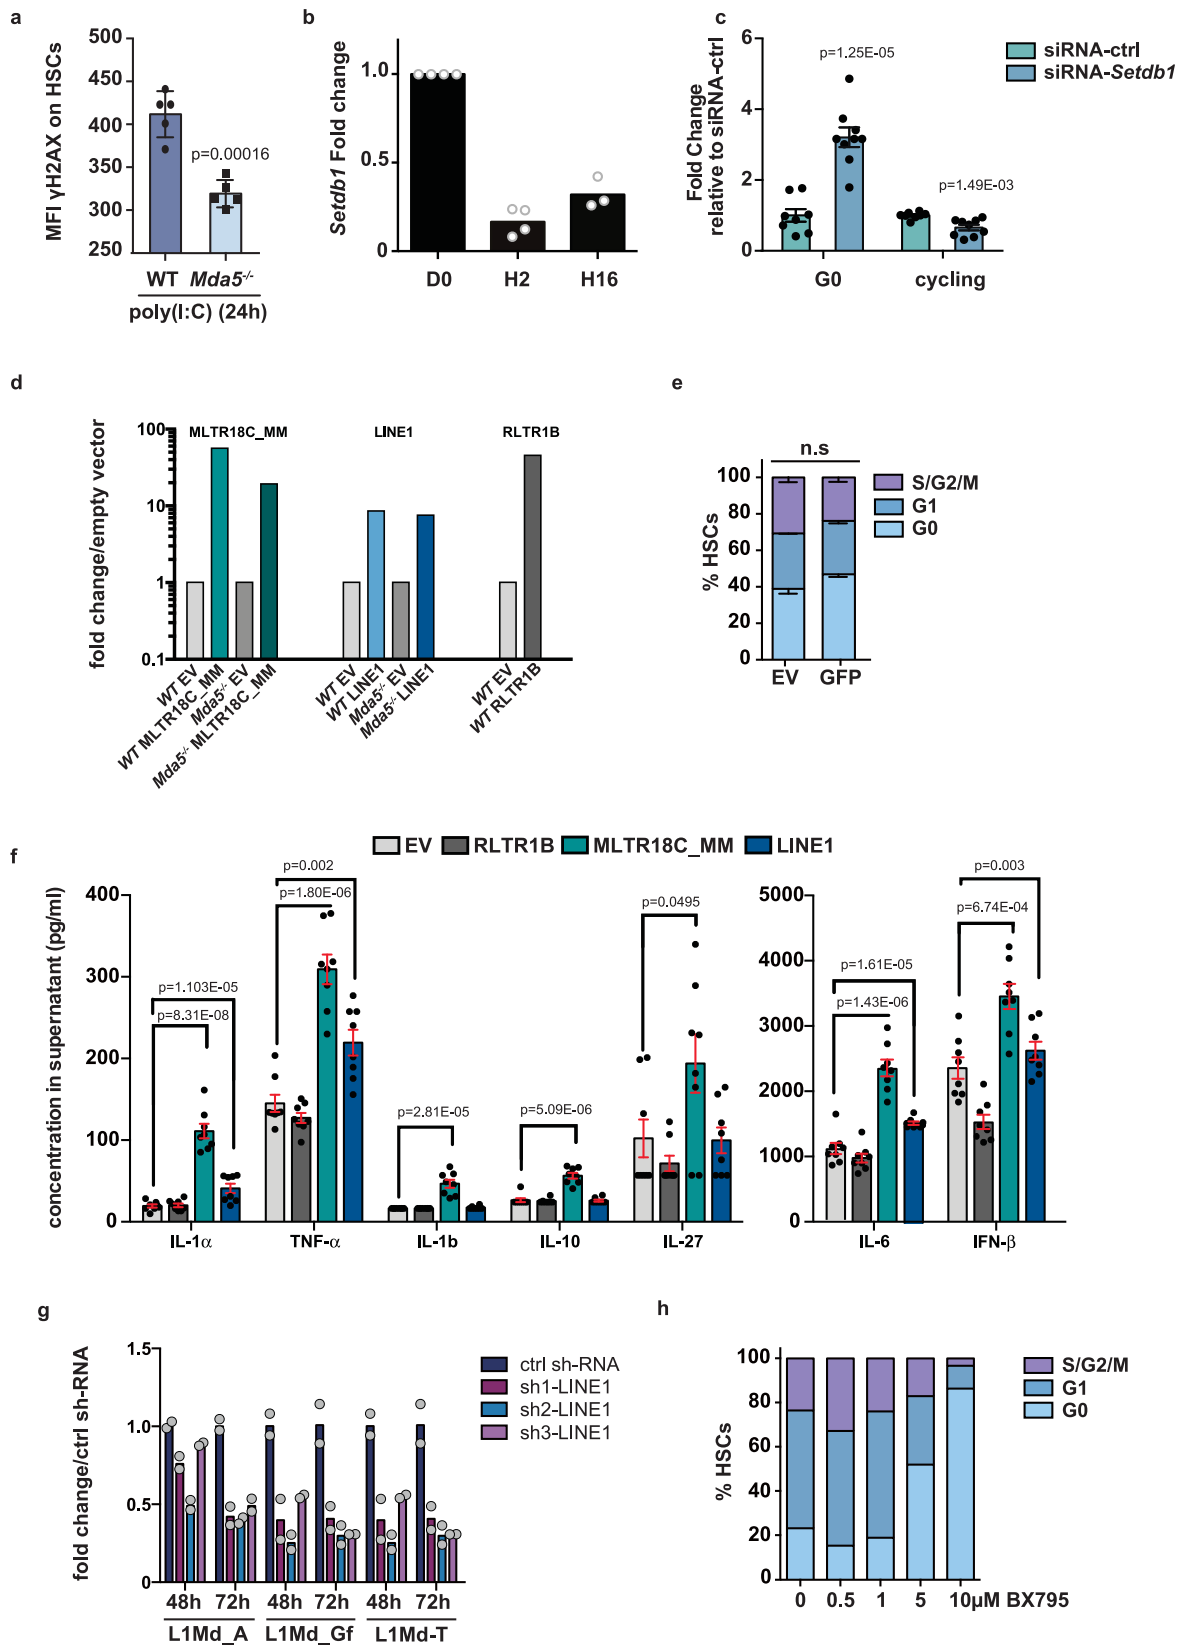 a
MFI γH2AX on HSCs
500
450
400
350
300
250
p=0.00016
WT Mda5-/-
poly(I:C) (24h)
b
Setdb1 Fold change
1.0
0.5
0
D0 H2 H16
c
Fold Change
relative to siRNA-ctrl
6
4
2
0
p=1.25E-05
p=1.49E-03
G0 cycling
siRNA-ctrl
siRNA-Setdb1
d
fold change/empty vector
100
10
1
0.1
MLTR18C_MM LINE1 RLTR1B
WT EV
WT MLTR18C_MM
Mda5-/- EV
Mda5-/- MLTR18C_MM
WT EV
WT LINE1
Mda5-/- EV
Mda5-/- LINE1
WT EV
WT RLTR1B
e
% HSCs
100
80
60
40
20
0
n.s
EV GFP
S/G2/M
G1
G0
f
EV RLTR1B MLTR18C_MM LINE1
concentration in supernatant (pg/ml)
400
300
200
100
0
p=1.103E-05
p=8.31E-08
p=0.002
p=1.80E-06
p=2.81E-05
p=5.09E-06
p=0.0495
IL-1α TNF-α IL-1b IL-10 IL-27
5000
4000
3000
2000
1000
0
p=1.61E-05
p=1.43E-06
p=0.003
p=6.74E-04
IL-6 IFN-β
g
fold change/ctrl sh-RNA
1.5
1.0
0.5
0
48h 72h 48h 72h 48h 72h
L1Md_A L1Md_Gf L1Md-T
ctrl sh-RNA
sh1-LINE1
sh2-LINE1
sh3-LINE1
h
% HSCs
100
80
60
40
20
0
0 0.5 1 5 10µM BX795
S/G2/M
G1
G0